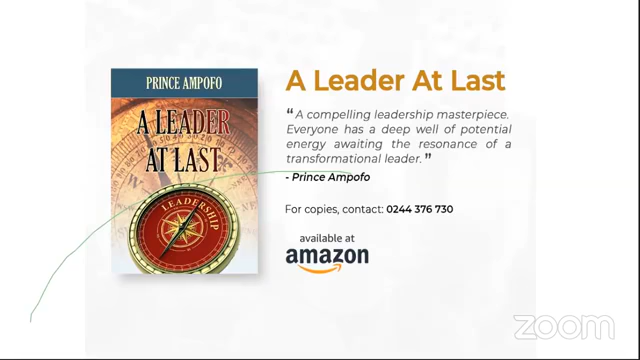 PRINCE AMPOFO
A LEADER
AT LAST
LEADERSHIP
A Leader At Last
“ A compelling leadership masterpiece.
Everyone has a deep well of potential
energy awaiting the resonance of a
transformational leader. ”
- Prince Ampofo
For copies, contact: 0244 376 730
available at
amazon
zoom